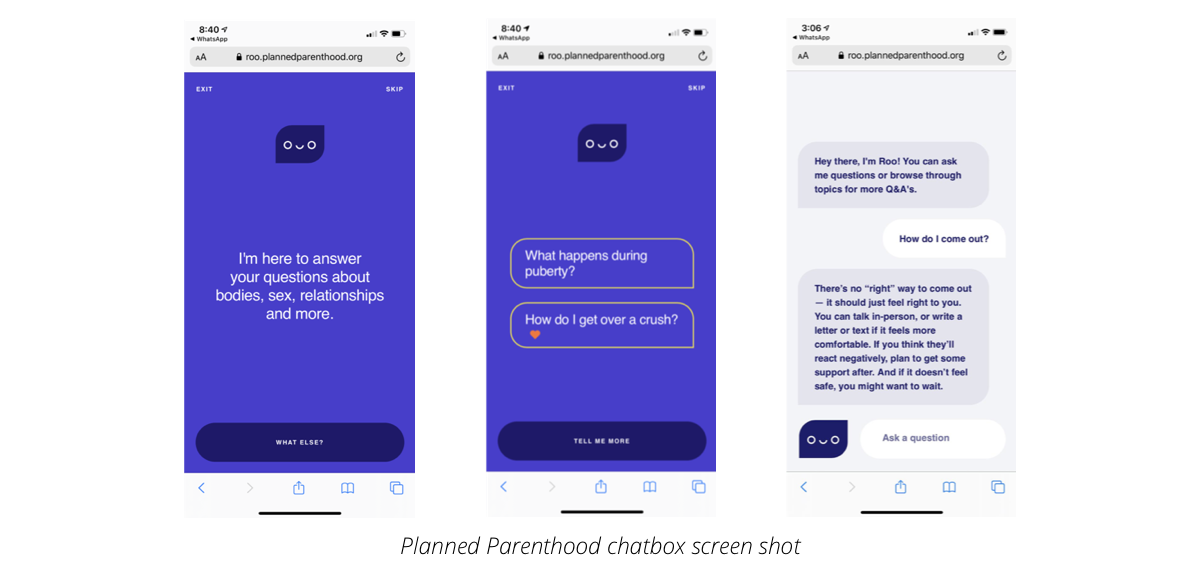 8:40
WhatsApp
AA roo.plannedparenthood.org
EXIT SKIP
I'm here to answer
your questions about
bodies, sex, relationships
and more.
WHAT ELSE?
8:40
WhatsApp
AA roo.plannedparenthood.org
EXIT SKIP
What happens during
puberty?
How do I get over a crush?
🧡
TELL ME MORE
3:06
WhatsApp
AA roo.plannedparenthood.org
Hey there, I'm Roo! You can ask
me questions or browse through
topics for more Q&A's.
How do I come out?
There's no “right” way to come out
— it should just feel right to you.
You can talk in-person, or write a
letter or text if it feels more
comfortable. If you think they'll
react negatively, plan to get some
support after. And if it doesn't feel
safe, you might want to wait.
Ask a question
Planned Parenthood chatbox screen shot